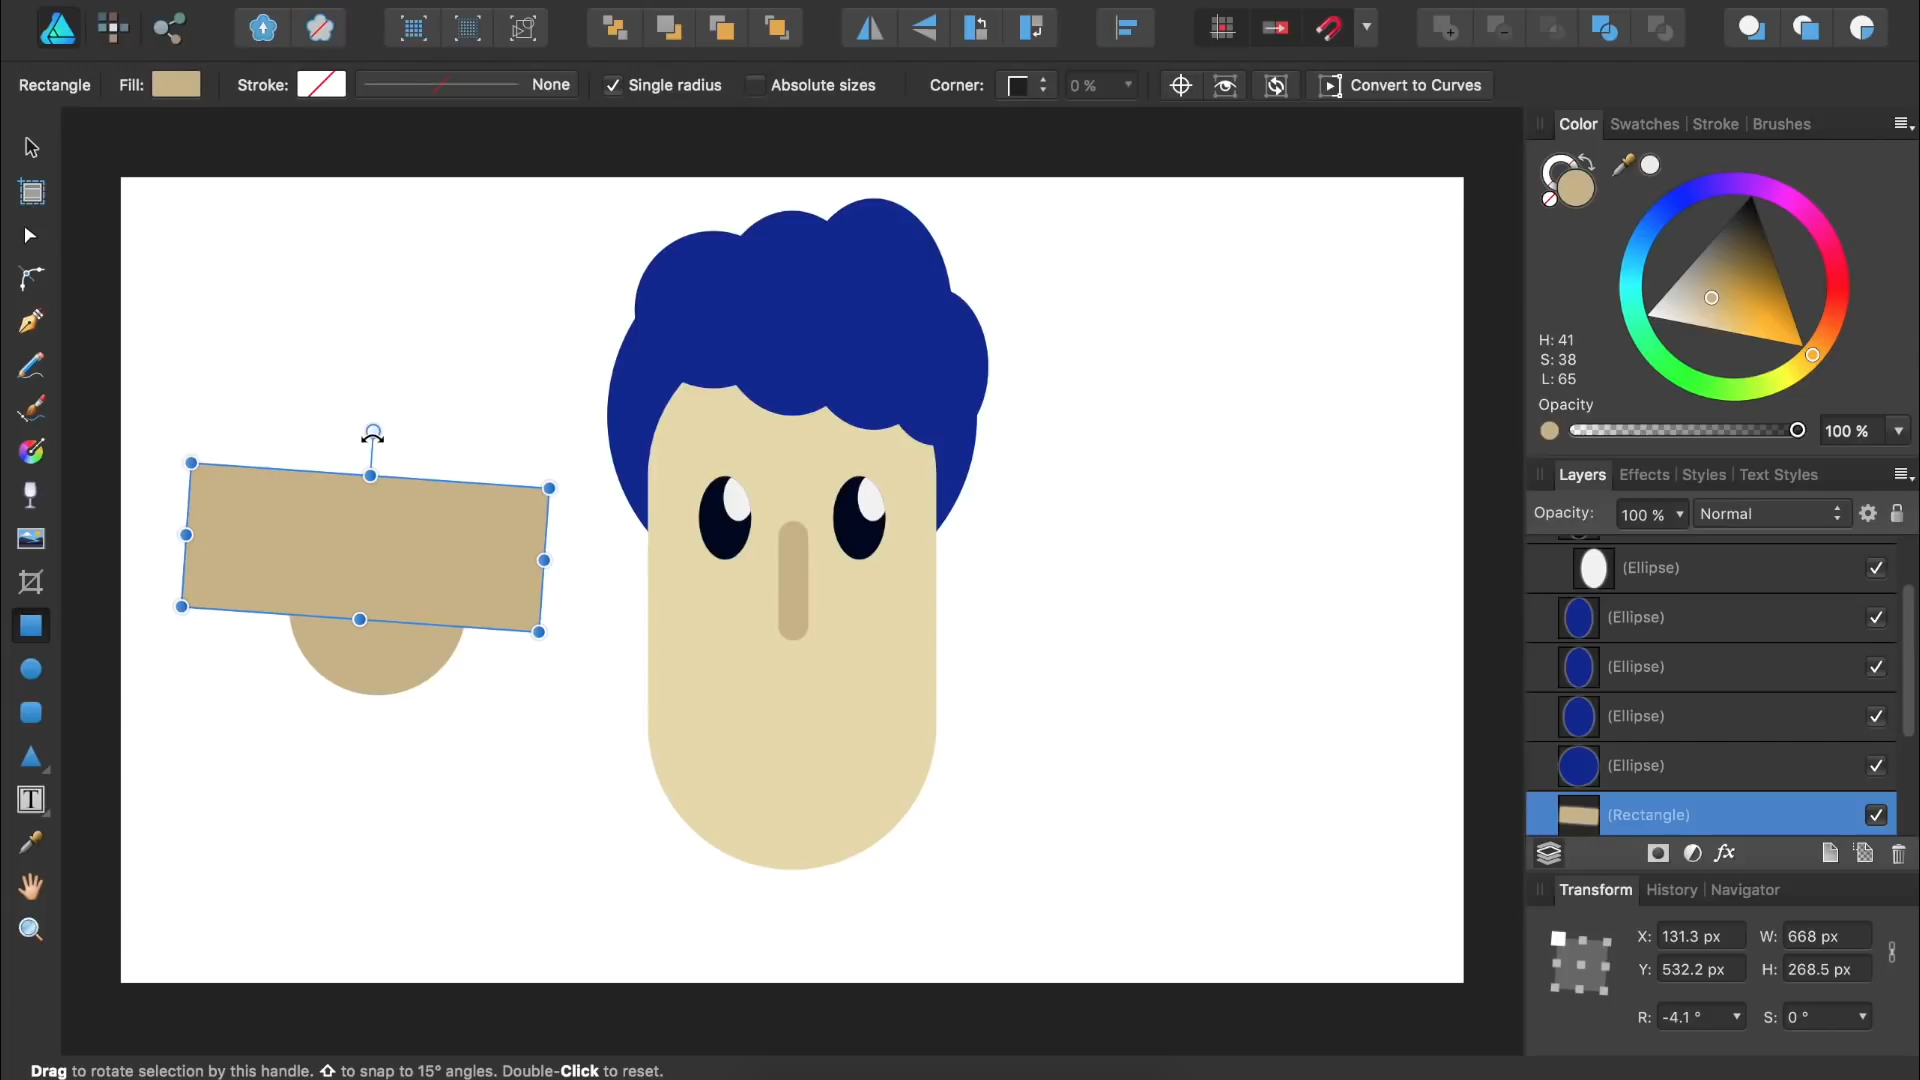 Rectangle Fill: Stroke: None Single radius Absolute sizes Corner: 0 % Convert to Curves
Color Swatches Stroke Brushes
H: 41
S: 38
L: 65
Opacity
100 %
Layers Effects Styles Text Styles
Opacity: 100 % Normal
(Ellipse)
(Ellipse)
(Ellipse)
(Ellipse)
(Ellipse)
(Rectangle)
fx
Transform History Navigator
X: 131.3 px W: 668 px
Y: 532.2 px H: 268.5 px
R: -4.1 ° S: 0 °
T
Drag to rotate selection by this handle. ⇧ to snap to 15° angles. Double-Click to reset.